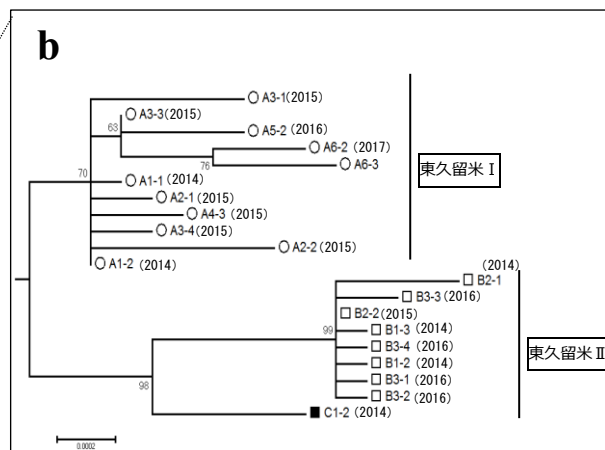 b
A3-1(2015)
A3-3(2015)
63
A5-2 (2016)
A6-2 (2017)
76
A6-3
東久留米Ⅰ
70
A1-1 (2014)
A2-1(2015)
A4-3 (2015)
A3-4(2015)
A2-2 (2015)
A1-2 (2014)
(2014)
B2-1
B3-3 (2016)
B2-2(2015)
99
B1-3 (2014)
B3-4 (2016)
東久留米Ⅱ
B1-2 (2014)
B3-1 (2016)
98
B3-2 (2016)
C1-2 (2014)
0.0002